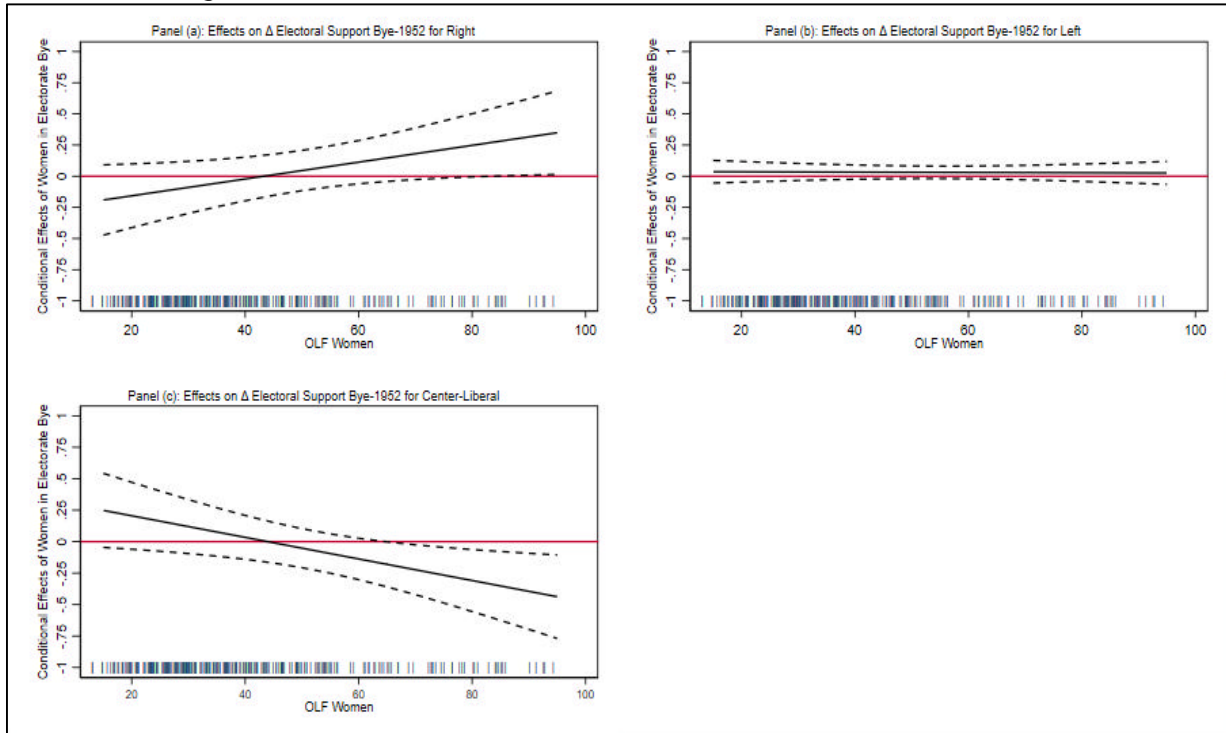 Panel (a): Effects on Δ Electoral Support Bye-1952 for Right
Conditional Effects of Women in Electorate Bye
1
.75
.5
.25
0
-.25
-.5
-.75
-1
20 40 60 80 100
OLF Women
Panel (b): Effects on Δ Electoral Support Bye-1952 for Left
Conditional Effects of Women in Electorate Bye
1
.75
.5
.25
0
-.25
-.5
-.75
-1
20 40 60 80 100
OLF Women
Panel (c): Effects on Δ Electoral Support Bye-1952 for Center-Liberal
Conditional Effects of Women in Electorate Bye
1
.75
.5
.25
0
-.25
-.5
-.75
-1
20 40 60 80 100
OLF Women